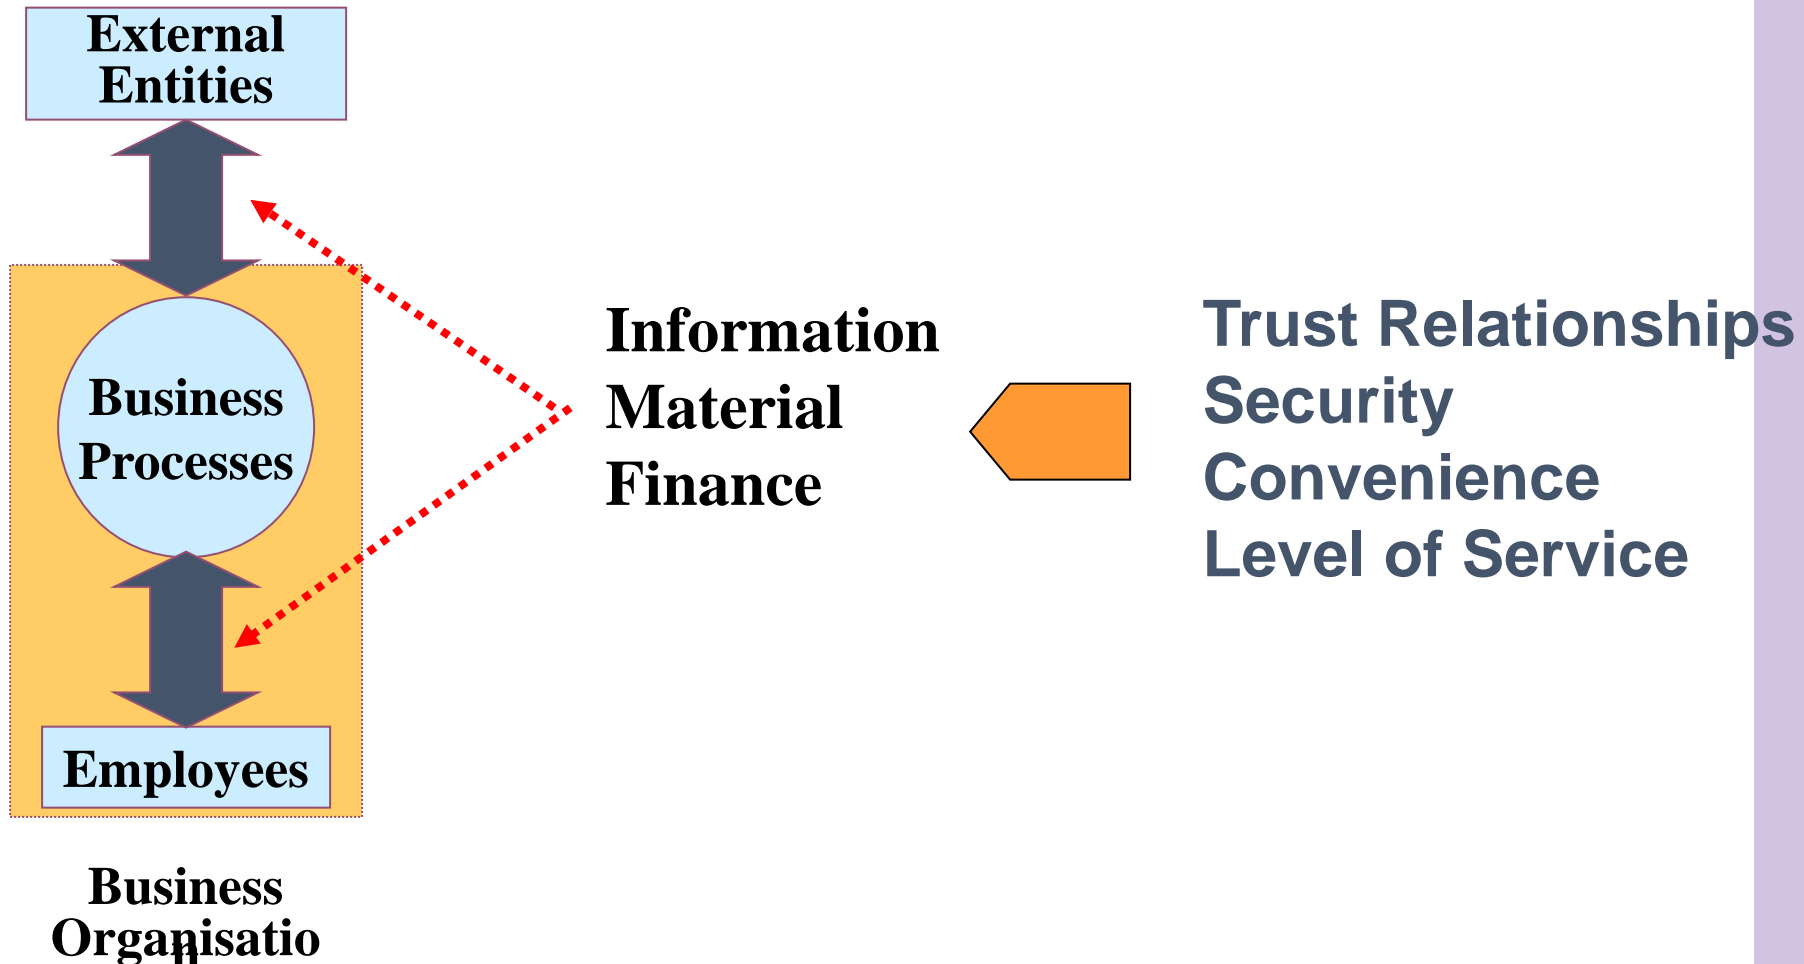 External
Entities
Business
Processes
Employees
Business
Organisatio
n
Information
Material
Finance
Trust Relationships
Security
Convenience
Level of Service